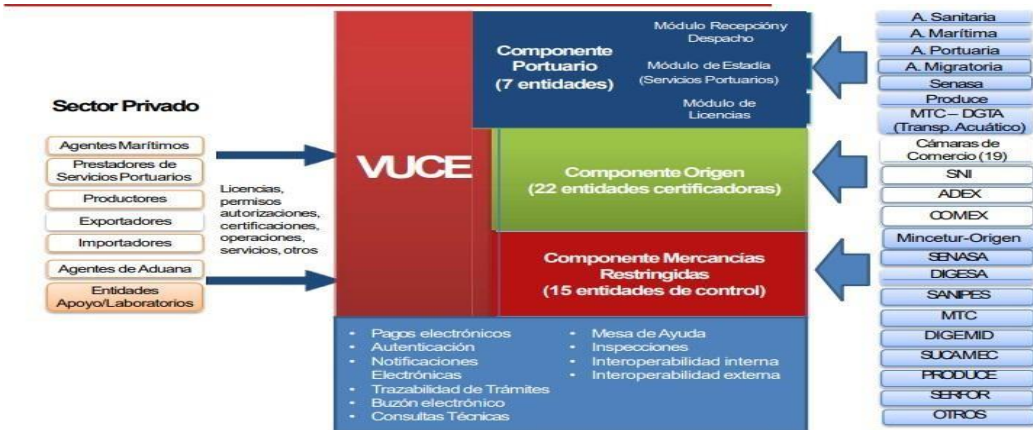 Sector Privado
Agentes Marítimos
Prestadores de
Servicios Portuarios
Productores
Exportadores
Importadores
Agentes de Aduana
Entidades
Apoyo/Laboratorios
Licencias,
permisos
autorizaciones,
certificaciones,
operaciones,
servicios, otros
VUCE
Componente
Portuario
(7 entidades)
Módulo Recepción y
Despacho
Módulo de Estadía
(Servicios Portuarios)
Módulo de
Licencias
Componente Origen
(22 entidades certificadoras)
Componente Mercancías
Restringidas
(15 entidades de control)
• Pagos electrónicos
• Autenticación
• Notificaciones
Electrónicas
• Trazabilidad de Trámites
• Buzón electrónico
• Consultas Técnicas
• Mesa de Ayuda
• Inspecciones
• Interoperabilidad interna
• Interoperabilidad externa
A. Sanitaria
A. Marítima
A. Portuaria
A. Migratoria
Senasa
Produce
MTC – DGTA
(Transp. Acuático)
Cámaras de
Comercio (19)
SNI
ADEX
COMEX
Mincetur-Origen
SENASA
DIGESA
SANIPES
MTC
DIGEMID
SUCAMEC
PRODUCE
SERFOR
OTROS